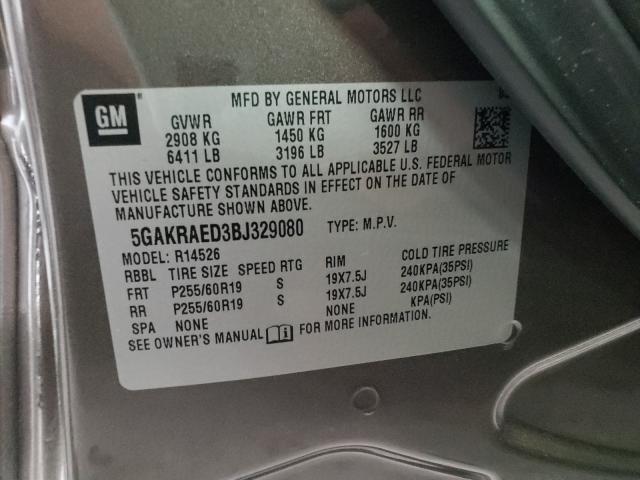 GM
MFD BY GENERAL MOTORS LLC
GVWR GAWR FRT GAWR RR
2908 KG 1450 KG 1600 KG
6411 LB 3196 LB 3527 LB
THIS VEHICLE CONFORMS TO ALL APPLICABLE U.S. FEDERAL MOTOR
VEHICLE SAFETY STANDARDS IN EFFECT ON THE DATE OF
MANUFACTURE SHOWN ABOVE.
5GAKRAED3BJ329080 TYPE: M.P.V.
MODEL: R14526
RBBL TIRE SIZE SPEED RTG RIM COLD TIRE PRESSURE
FRT P255/60R19 S 19X7.5J 240KPA(35PSI)
RR P255/60R19 S 19X7.5J 240KPA(35PSI)
SPA NONE NONE KPA(PSI)
SEE OWNER'S MANUAL FOR MORE INFORMATION.